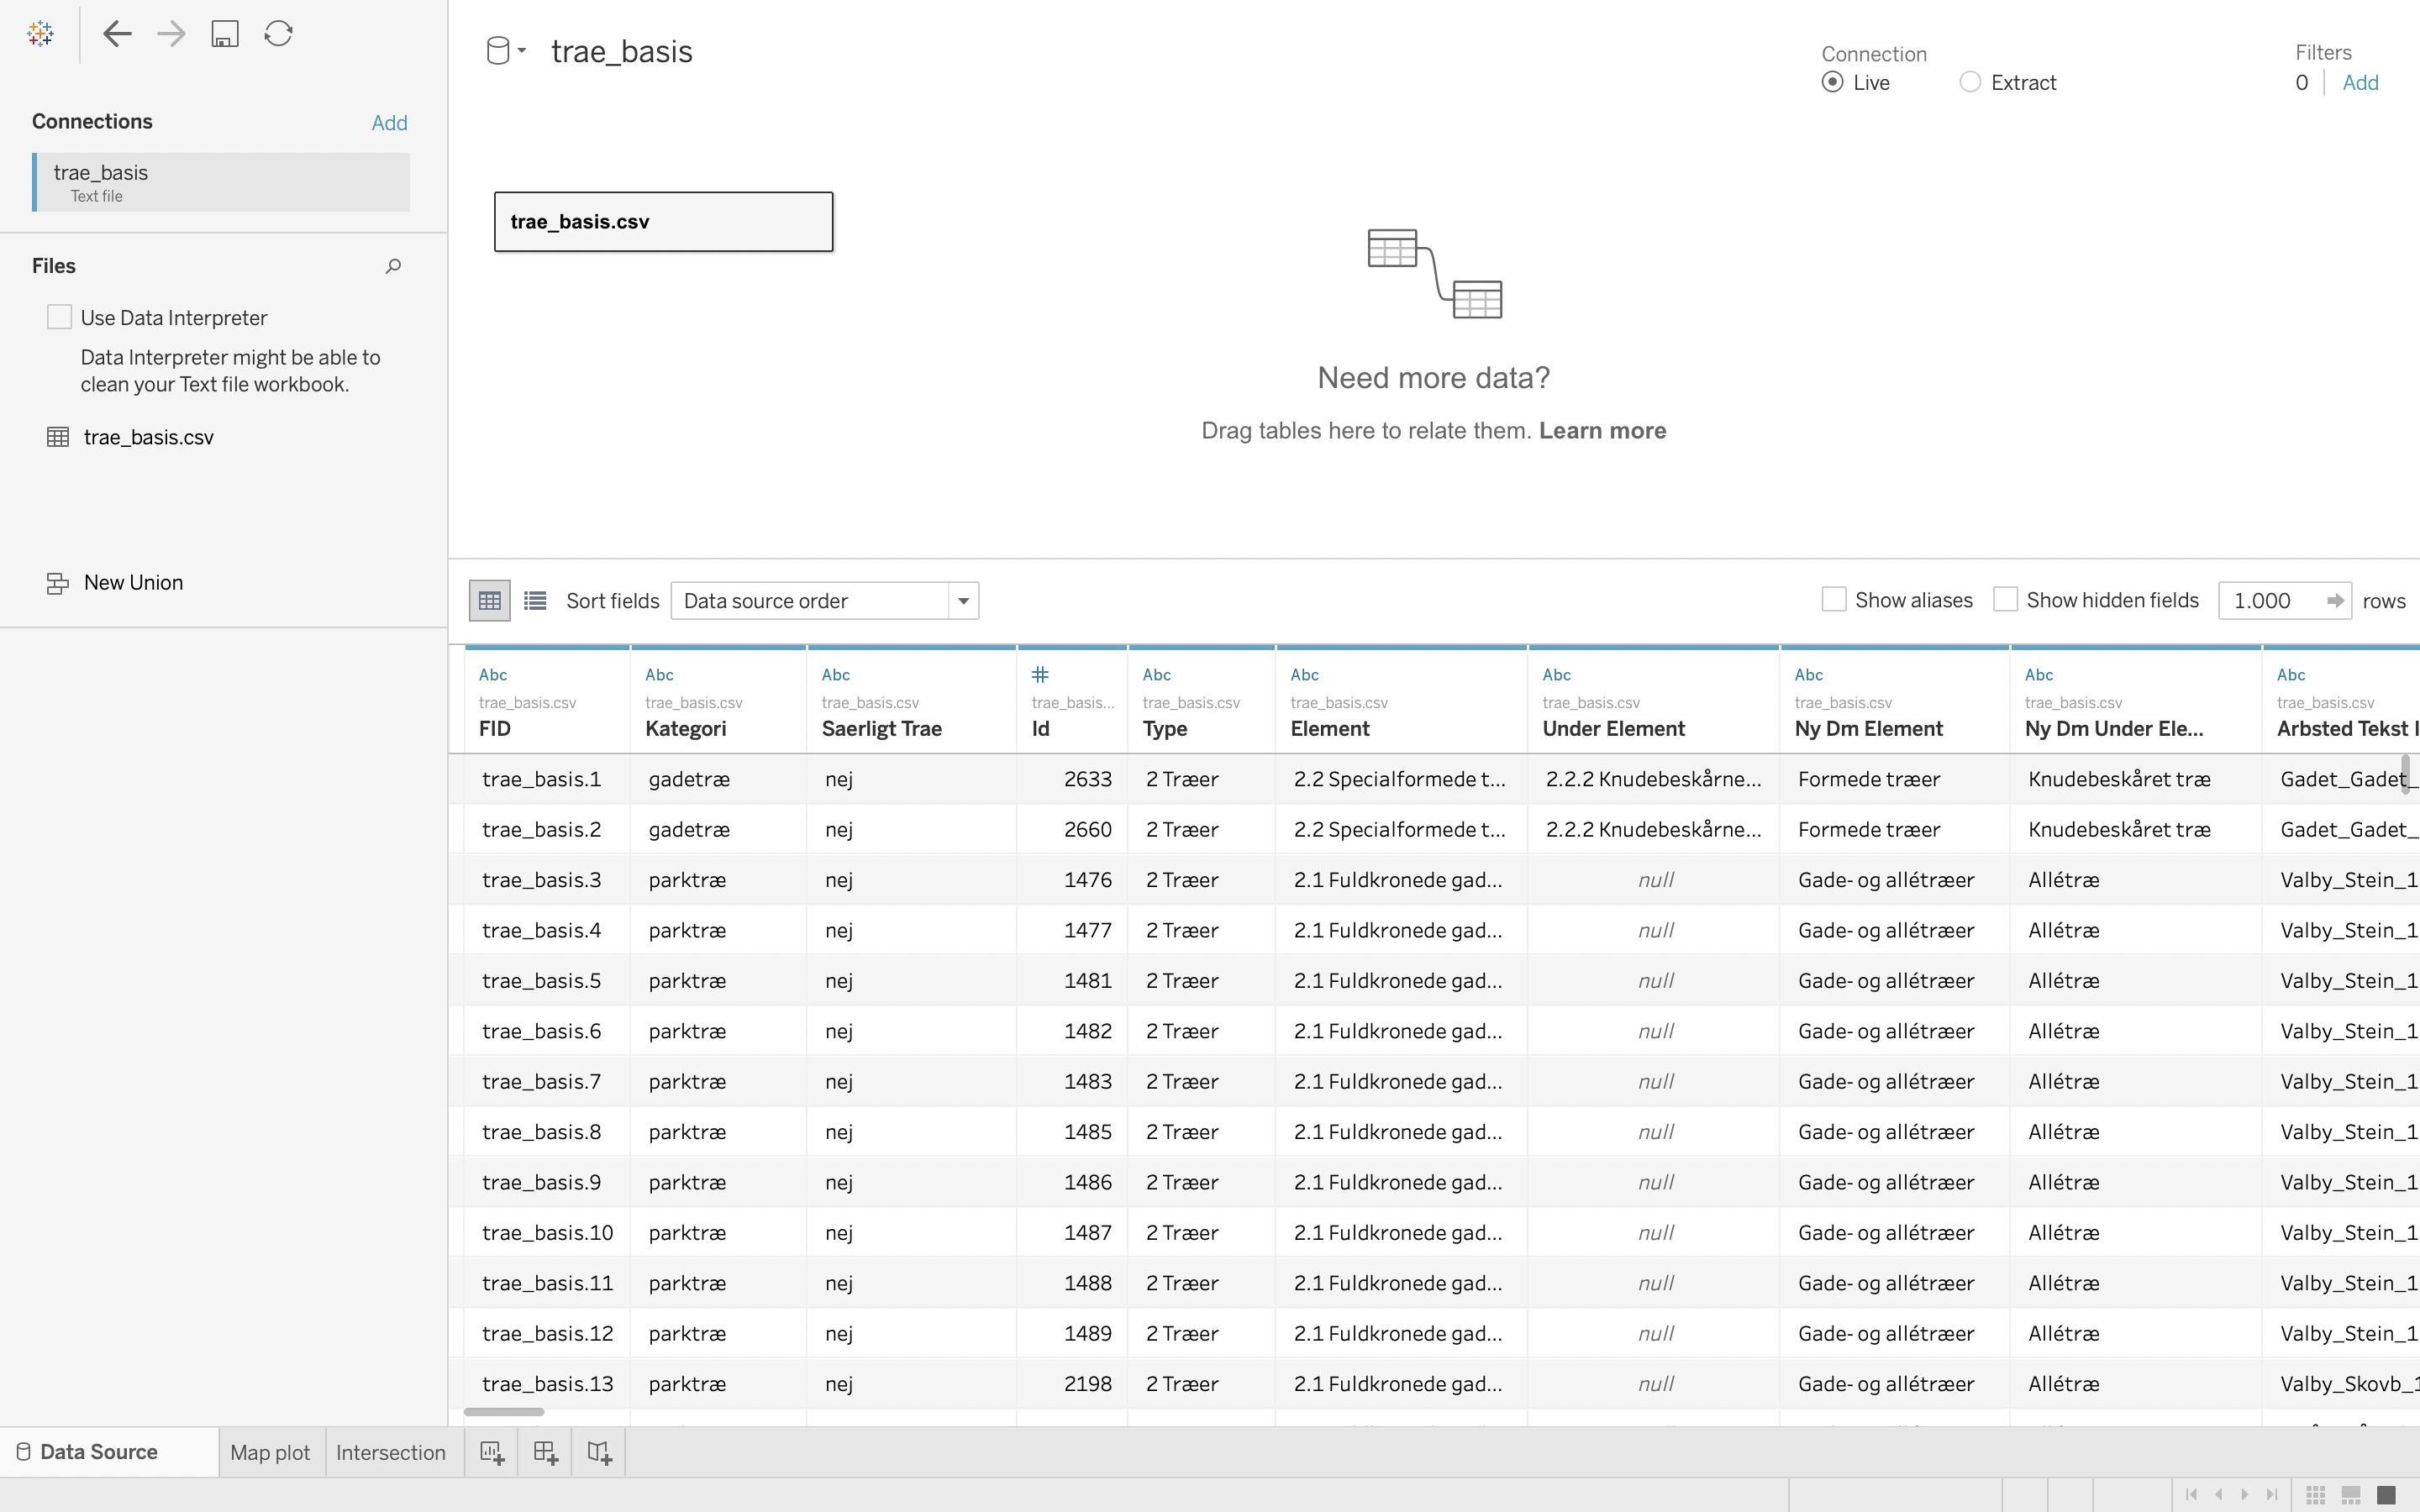 trae_basis
Connection
Live
Extract
Filters
0
Add
Connections
Add
trae_basis
Text file
Files
Use Data Interpreter
Data Interpreter might be able to
clean your Text file workbook.
trae_basis.csv
New Union
trae_basis.csv
Need more data?
Drag tables here to relate them. Learn more
Sort fields
Data source order
Show aliases
Show hidden fields
1.000
rows
Abc Abc Abc # Abc Abc Abc Abc Abc Abc
trae_basis.csv trae_basis.csv trae_basis.csv trae_basis... trae_basis.csv trae_basis.csv trae_basis.csv trae_basis.csv trae_basis.csv trae_basis.csv
FID Kategori Saerligt Trae Id Type Element Under Element Ny Dm Element Ny Dm Under Ele... Arbsted Tekst
trae_basis.1 gadetræ nej 2633 2 Træer 2.2 Specialformede t... 2.2.2 Knudebeskårne... Formede træer Knudebeskåret træ Gadet_Gadet_
trae_basis.2 gadetræ nej 2660 2 Træer 2.2 Specialformede t... 2.2.2 Knudebeskårne... Formede træer Knudebeskåret træ Gadet_Gadet_
trae_basis.3 parktræ nej 1476 2 Træer 2.1 Fuldkronede gad... null Gade- og allétræer Allétræ Valby_Stein_1
trae_basis.4 parktræ nej 1477 2 Træer 2.1 Fuldkronede gad... null Gade- og allétræer Allétræ Valby_Stein_1
trae_basis.5 parktræ nej 1481 2 Træer 2.1 Fuldkronede gad... null Gade- og allétræer Allétræ Valby_Stein_1
trae_basis.6 parktræ nej 1482 2 Træer 2.1 Fuldkronede gad... null Gade- og allétræer Allétræ Valby_Stein_1
trae_basis.7 parktræ nej 1483 2 Træer 2.1 Fuldkronede gad... null Gade- og allétræer Allétræ Valby_Stein_1
trae_basis.8 parktræ nej 1485 2 Træer 2.1 Fuldkronede gad... null Gade- og allétræer Allétræ Valby_Stein_1
trae_basis.9 parktræ nej 1486 2 Træer 2.1 Fuldkronede gad... null Gade- og allétræer Allétræ Valby_Stein_1
trae_basis.10 parktræ nej 1487 2 Træer 2.1 Fuldkronede gad... null Gade- og allétræer Allétræ Valby_Stein_1
trae_basis.11 parktræ nej 1488 2 Træer 2.1 Fuldkronede gad... null Gade- og allétræer Allétræ Valby_Stein_1
trae_basis.12 parktræ nej 1489 2 Træer 2.1 Fuldkronede gad... null Gade- og allétræer Allétræ Valby_Stein_1
trae_basis.13 parktræ nej 2198 2 Træer 2.1 Fuldkronede gad... null Gade- og allétræer Allétræ Valby_Skovb_1
Data Source
Map plot
Intersection